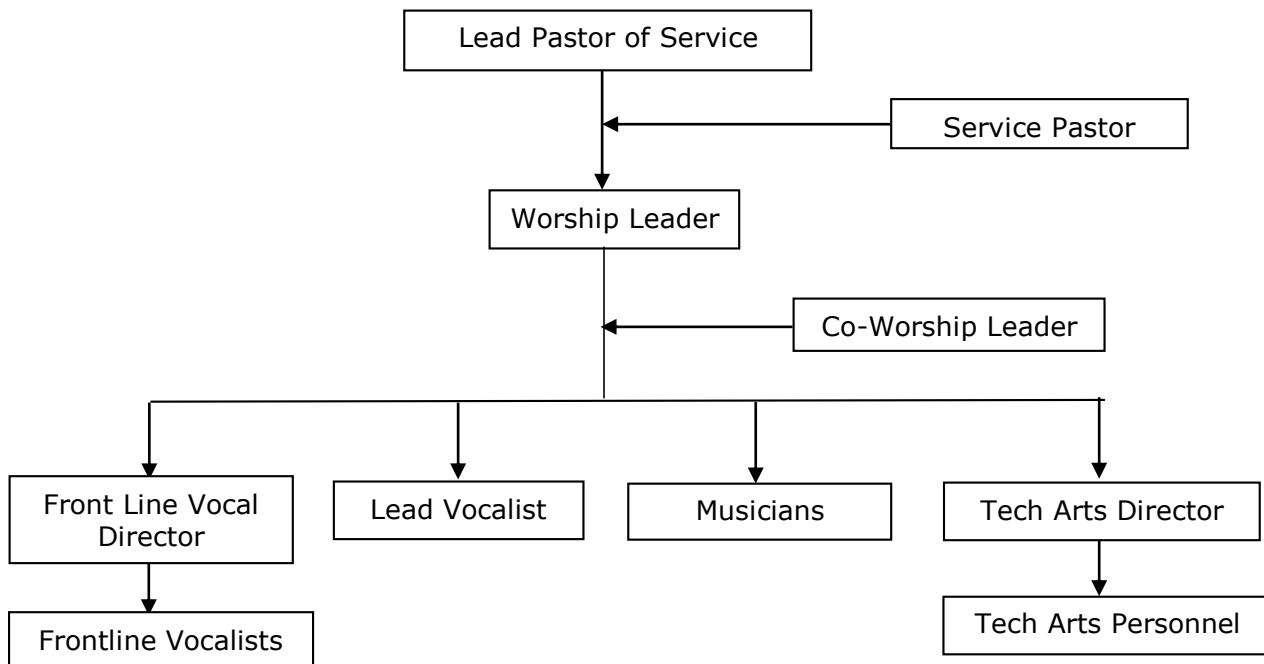 Lead Pastor of Service
Service Pastor
Worship Leader
Co-Worship Leader
Front Line Vocal
Director
Lead Vocalist
Musicians
Tech Arts Director
Frontline Vocalists
Tech Arts Personnel